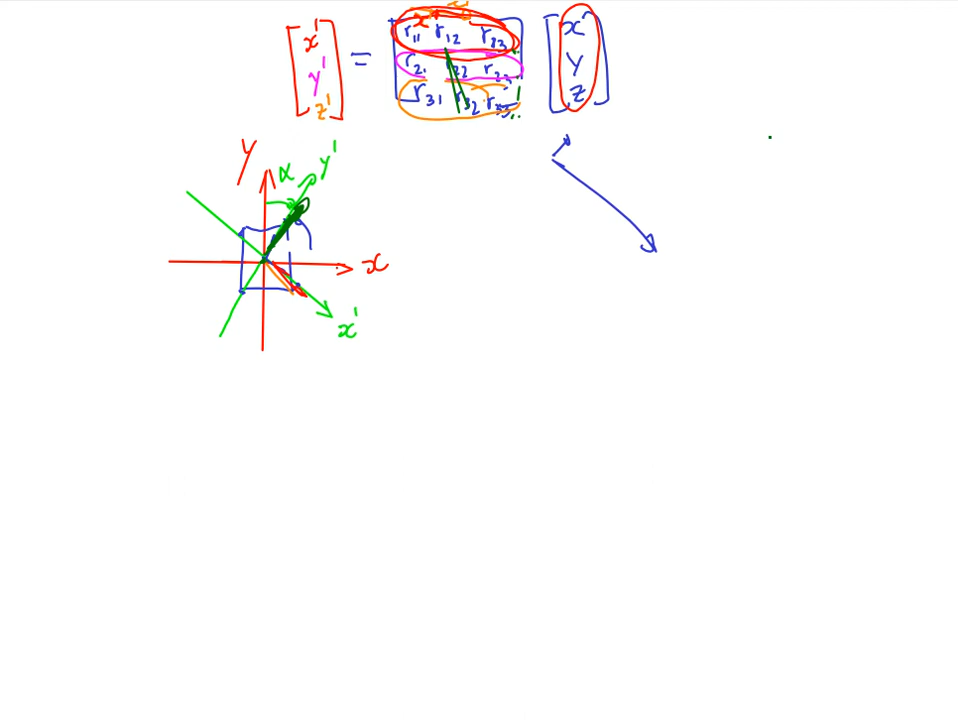 x' = r11 r12 r13 x
y' r21 r22 r23 y
z' r31 r32 r33 z
y α y'
x
x'